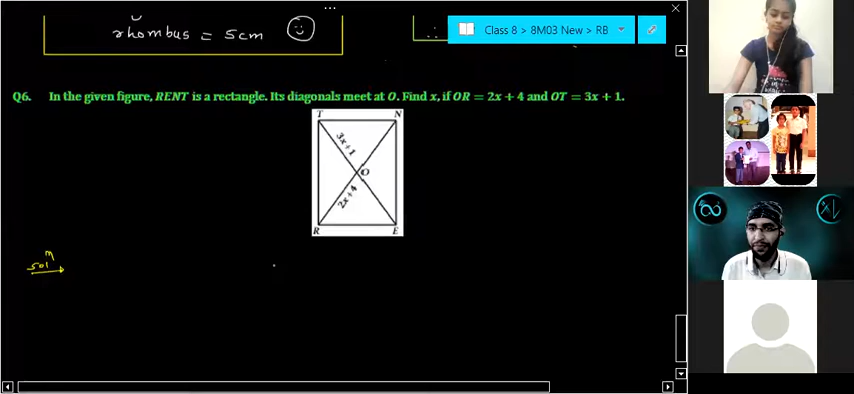 rhombus = 5cm
Class 8 > 8M03 New > RB
Q6. In the given figure, RENT is a rectangle. Its diagonals meet at O. Find x, if OR = 2x + 4 and OT = 3x + 1.
T N
3x+1
O
2x+4
R E
Sol n